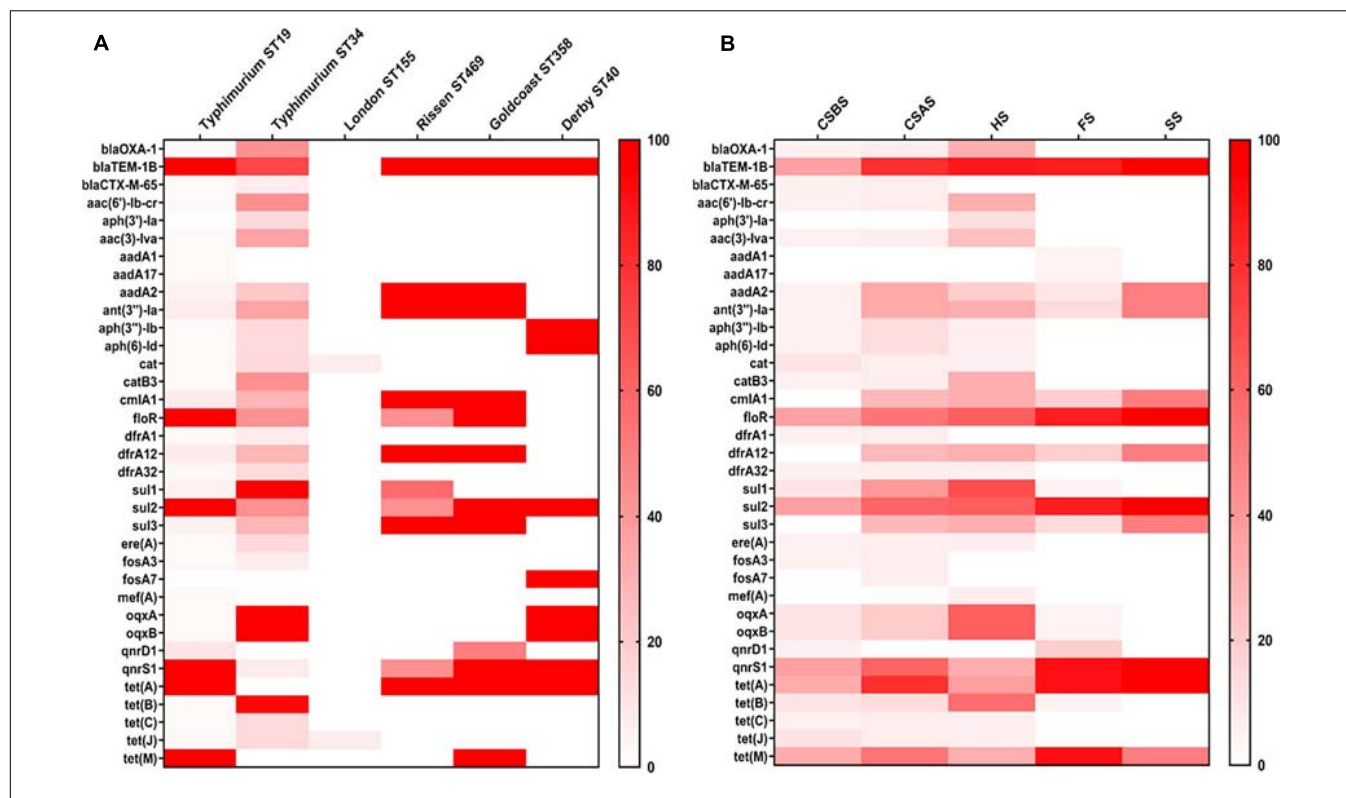 A
Typhimurium ST19
Typhimurium ST34
London ST155
Rissen ST469
Goldcoast ST358
Derby ST40
blaOXA-1
blaTEM-1B
blaCTX-M-65
aac(6')-Ib-cr
aph(3')-Ia
aac(3)-Iva
aadA1
aadA17
aadA2
ant(3")-Ia
aph(3")-Ib
aph(6)-Id
cat
catB3
cmlA1
floR
dfrA1
dfrA12
dfrA32
sul1
sul2
sul3
ere(A)
fosA3
fosA7
mef(A)
oqxA
oqxB
qnrD1
qnrS1
tet(A)
tet(B)
tet(C)
tet(J)
tet(M)
100
80
60
40
20
0
B
CSBS
CSAS
HS
FS
SS
blaOXA-1
blaTEM-1B
blaCTX-M-65
aac(6')-Ib-cr
aph(3')-Ia
aac(3)-Iva
aadA1
aadA17
aadA2
ant(3")-Ia
aph(3")-Ib
aph(6)-Id
cat
catB3
cmlA1
floR
dfrA1
dfrA12
dfrA32
sul1
sul2
sul3
ere(A)
fosA3
fosA7
mef(A)
oqxA
oqxB
qnrD1
qnrS1
tet(A)
tet(B)
tet(C)
tet(J)
tet(M)
100
80
60
40
20
0